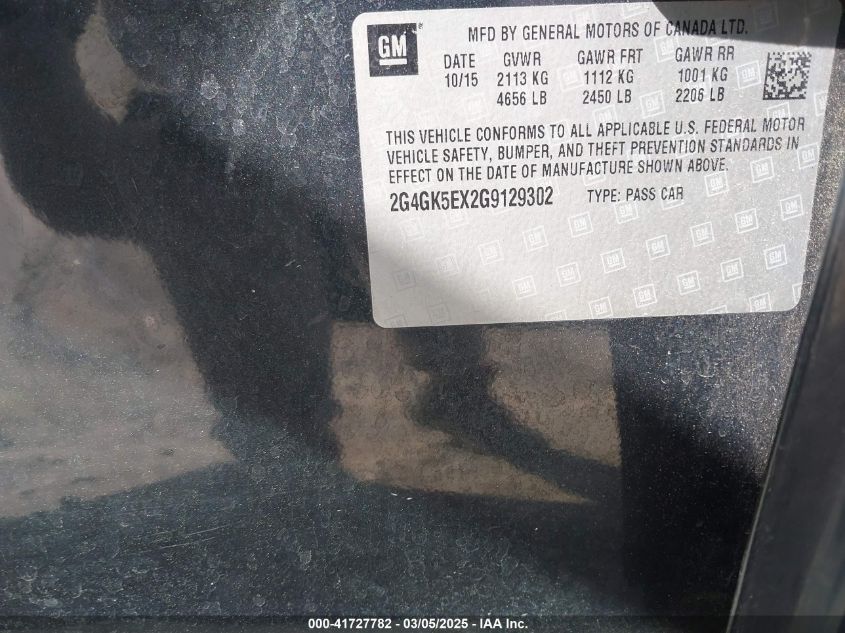 GM
MFD BY GENERAL MOTORS OF CANADA LTD.
DATE GVWR GAWR FRT GAWR RR
10/15 2113 KG 1112 KG 1001 KG
4656 LB 2450 LB 2206 LB
THIS VEHICLE CONFORMS TO ALL APPLICABLE U.S. FEDERAL MOTOR
VEHICLE SAFETY, BUMPER, AND THEFT PREVENTION STANDARDS IN
EFFECT ON THE DATE OF MANUFACTURE SHOWN ABOVE.
2G4GK5EX2G9129302 TYPE: PASS CAR
000-41727782 - 03/05/2025 - IAA Inc.